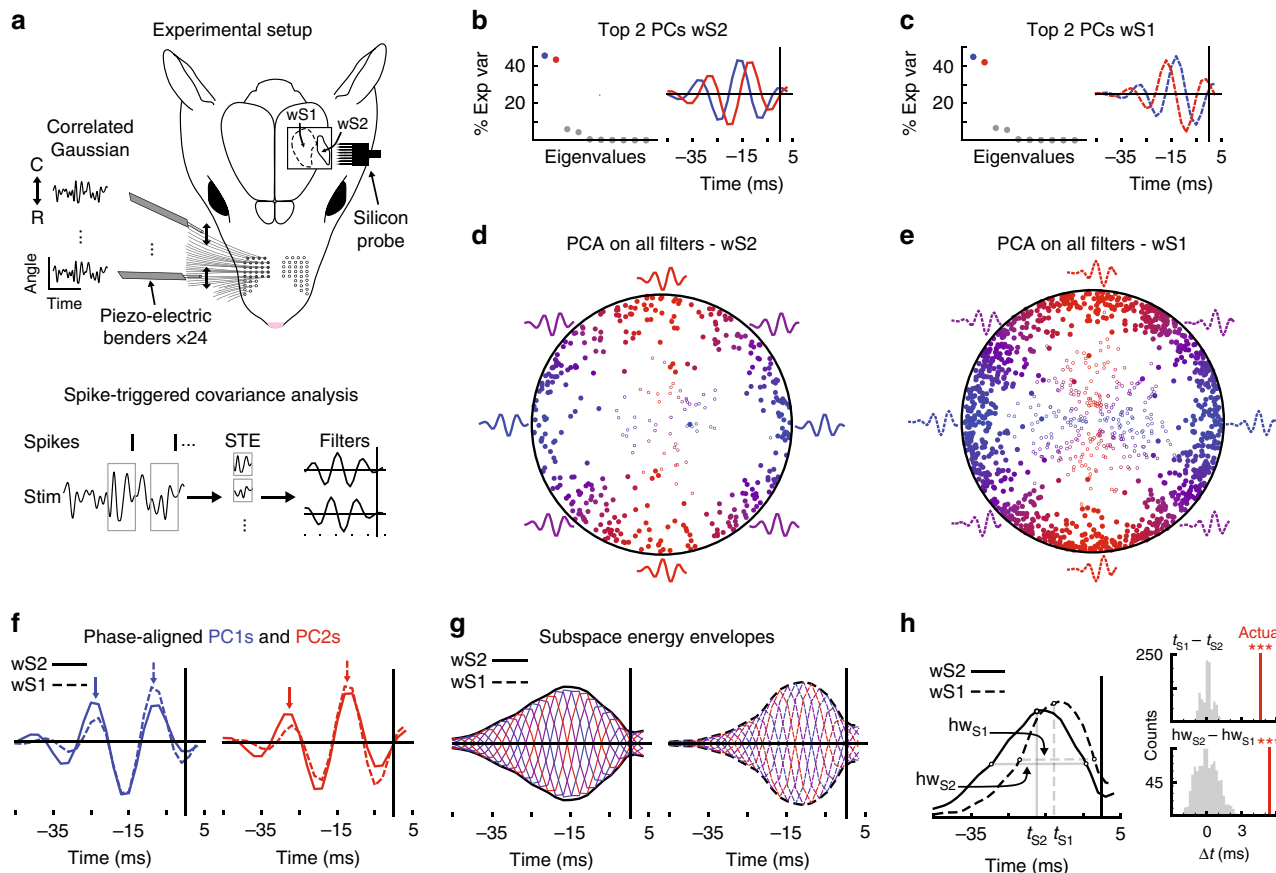 a
Experimental setup
wS1
wS2
Correlated
Gaussian
C
R
⋮
⋮
Angle
Time
Piezo-electric
benders ×24
Silicon
probe
Spike-triggered covariance analysis
Spikes
...
STE
Filters
Stim
⋮
b
Top 2 PCs wS2
% Exp var
40
20
Eigenvalues
−35
−15
5
Time (ms)
c
Top 2 PCs wS1
% Exp var
40
20
Eigenvalues
−35
−15
5
Time (ms)
d
PCA on all filters - wS2
e
PCA on all filters - wS1
f
Phase-aligned PC1s and PC2s
wS2
wS1
−35
−15
5
Time (ms)
−35
−15
5
Time (ms)
g
Subspace energy envelopes
wS2
wS1
−35
−15
5
Time (ms)
−35
−15
5
Time (ms)
h
wS2
wS1
hwS1
hwS2
−35
tS2
tS1
5
Time (ms)
tS1 − tS2
Actual
***
250
Counts
hwS2 − hwS1
***
45
0
3
Δt (ms)